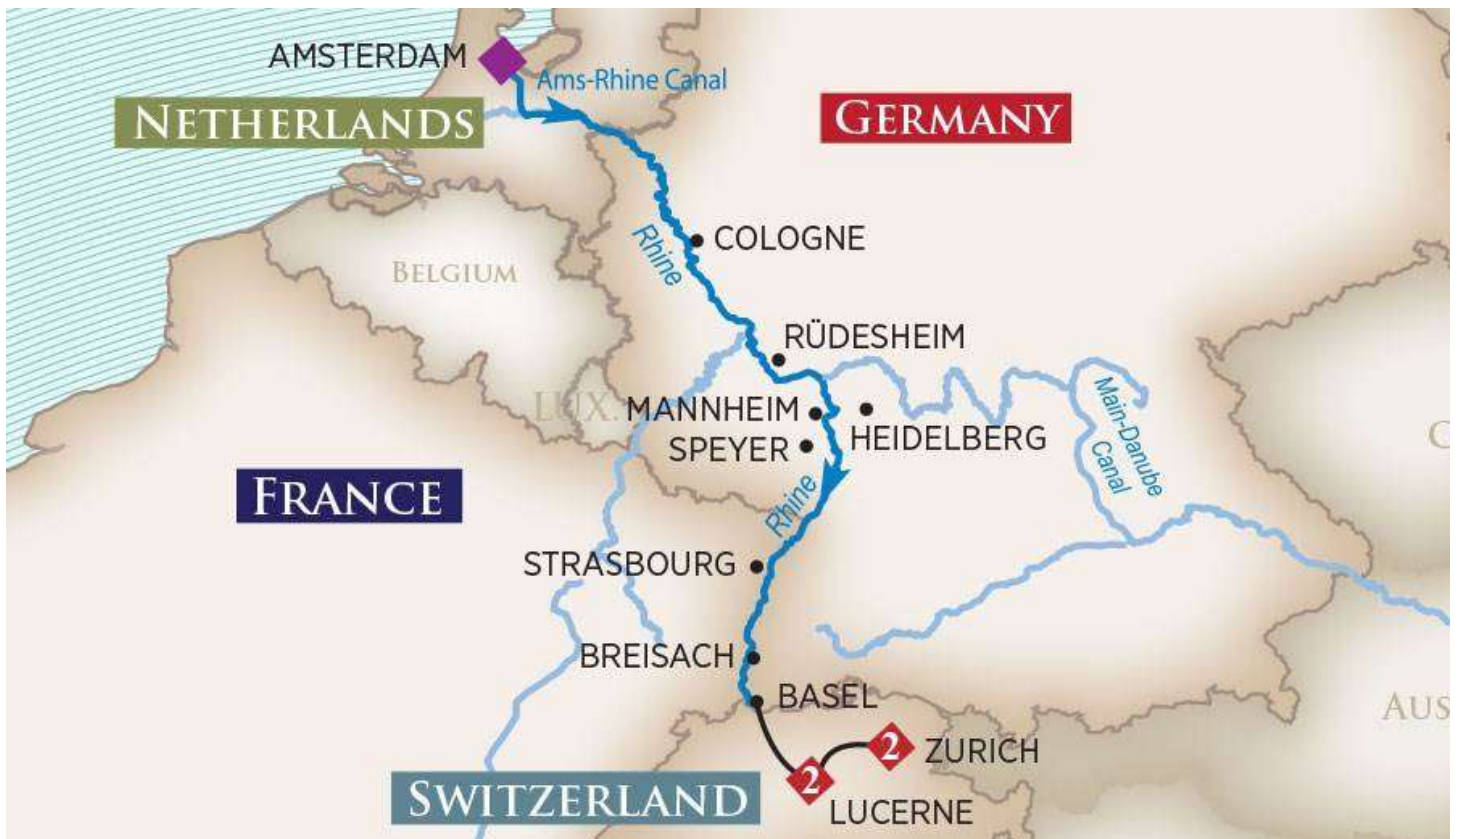 AMSTERDAM
Ams-Rhine Canal
NETHERLANDS
GERMANY
COLOGNE
Rhine
BELGIUM
RÜDESHEIM
LUX.
MANNHEIM
HEIDELBERG
SPEYER
Main-Danube
Canal
C
FRANCE
Rhine
STRASBOURG
BREISACH
BASEL
AUS
2
ZURICH
2
SWITZERLAND
LUCERNE